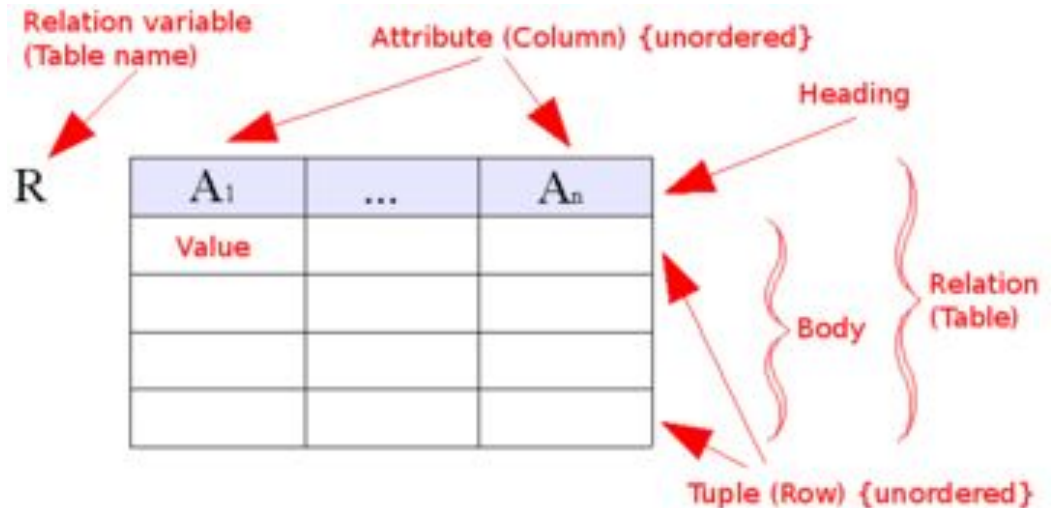 Relation variable
(Table name)
Attribute (Column) {unordered}
Heading
R
A1
...
An
Value
Relation
(Table)
Body
Tuple (Row) {unordered}